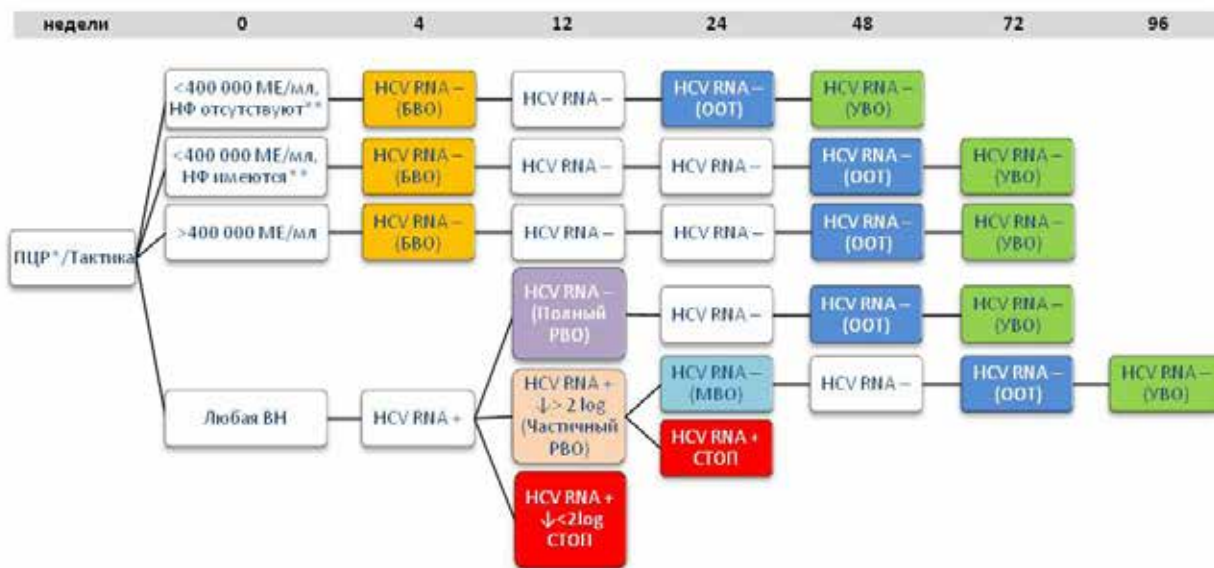 недели 0 4 12 24 48 72 96
<400 000 МЕ/мл,
НФ отсутствуют**
HCV RNA –
(БВО)
HCV RNA –
HCV RNA –
(ООТ)
HCV RNA –
(УВО)
<400 000 МЕ/мл,
НФ имеются**
HCV RNA –
(БВО)
HCV RNA –
HCV RNA –
HCV RNA –
(ООТ)
HCV RNA –
(УВО)
ПЦР*/Тактика
>400 000 МЕ/мл
HCV RNA –
(БВО)
HCV RNA –
HCV RNA –
HCV RNA –
(ООТ)
HCV RNA –
(УВО)
HCV RNA –
(Полный
РВО)
HCV RNA –
HCV RNA –
(ООТ)
HCV RNA –
(УВО)
Любая ВН
HCV RNA +
HCV RNA +
↓> 2 log
(Частичный
РВО)
HCV RNA –
(МВО)
HCV RNA –
HCV RNA –
(ООТ)
HCV RNA –
(УВО)
HCV RNA +
СТОП
HCV RNA +
↓<2log
СТОП